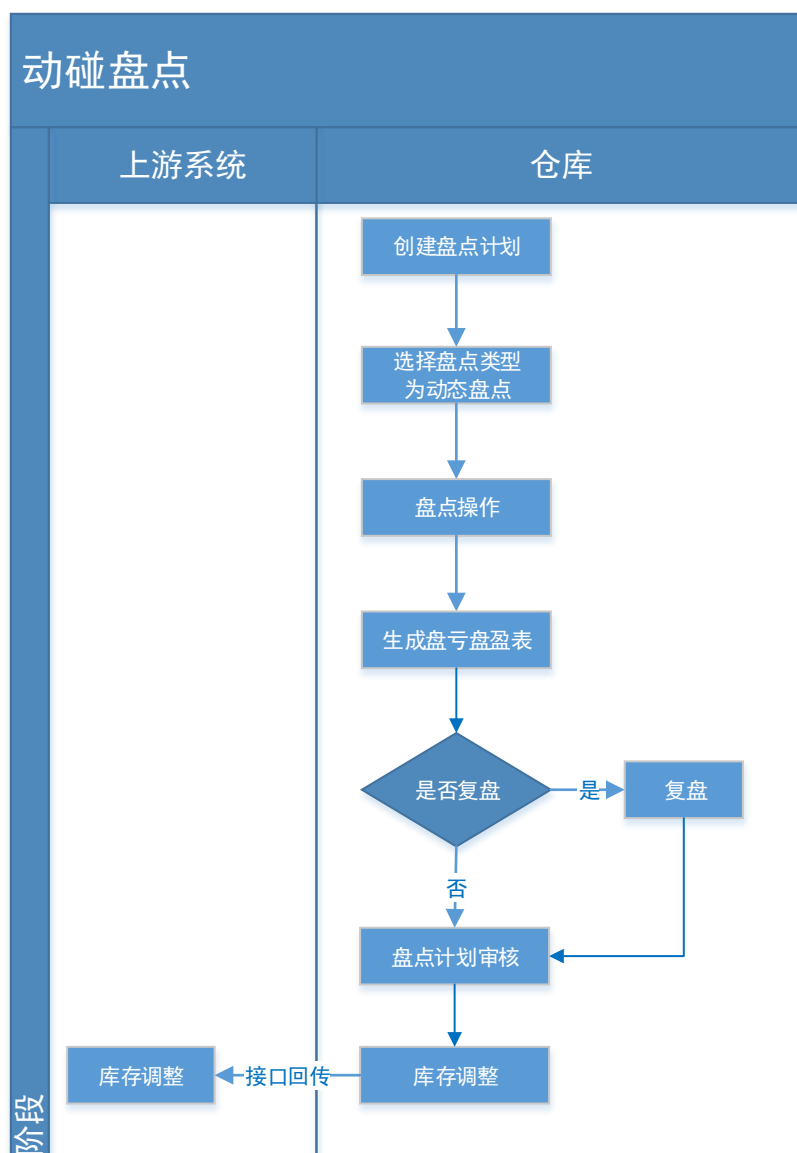 动碰盘点
上游系统
仓库
创建盘点计划
选择盘点类型
为动态盘点
盘点操作
生成盘亏盘盈表
是否复盘
是
复盘
否
盘点计划审核
库存调整
接口回传
库存调整
阶段